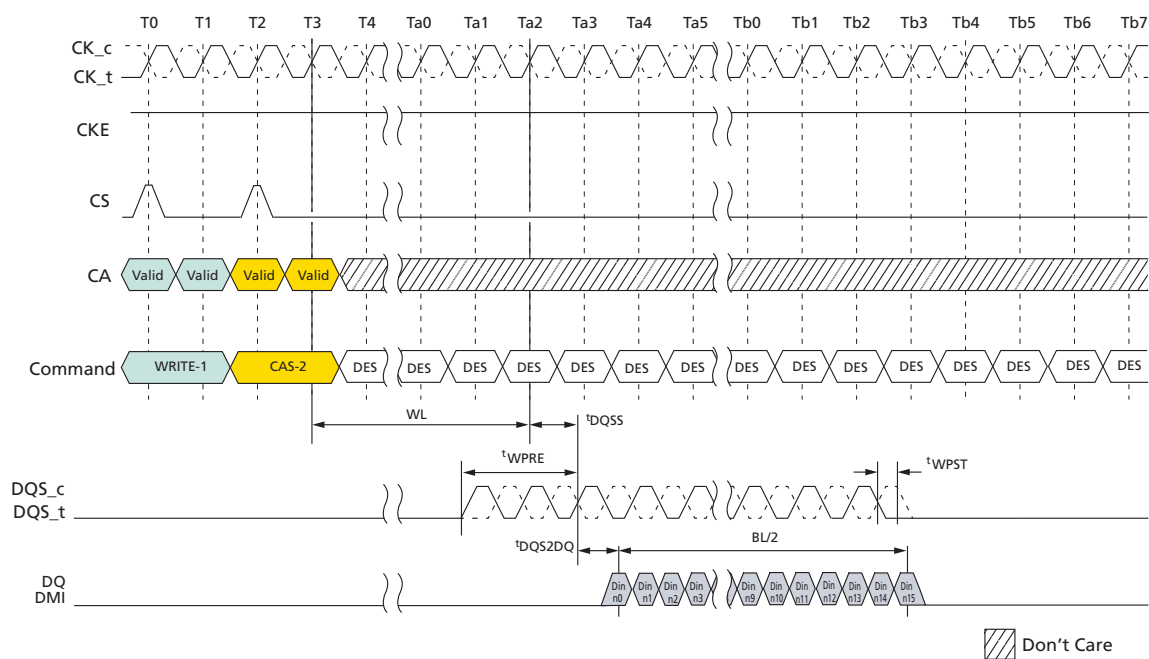 T0 T1 T2 T3 T4 Ta0 Ta1 Ta2 Ta3 Ta4 Ta5 Tb0 Tb1 Tb2 Tb3 Tb4 Tb5 Tb6 Tb7
CK_c
CK_t
CKE
CS
CA Valid Valid Valid Valid
Command WRITE-1 CAS-2 DES DES DES DES DES DES DES DES DES DES DES DES DES DES DES
WL tDQSS
tWPRE tWPST
DQS_c
DQS_t
tDQS2DQ BL/2
DQ
DMI
Din n0 Din n1 Din n2 Din n3 Din n9 Din n10 Din n11 Din n12 Din n13 Din n14 Din n15
Don't Care